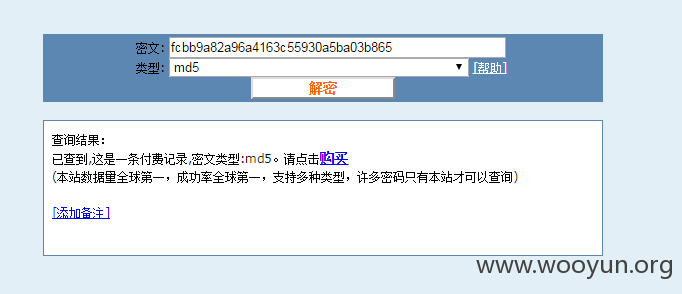 密文: fcbb9a82a96a4163c55930a5ba03b865
类型: md5 ▼ [帮助]
解密
查询结果：
已查到,这是一条付费记录,密文类型:md5。请点击购买
(本站数据量全球第一，成功率全球第一，支持多种类型，许多密码只有本站才可以查询)
[添加备注]
www.wooyun.org